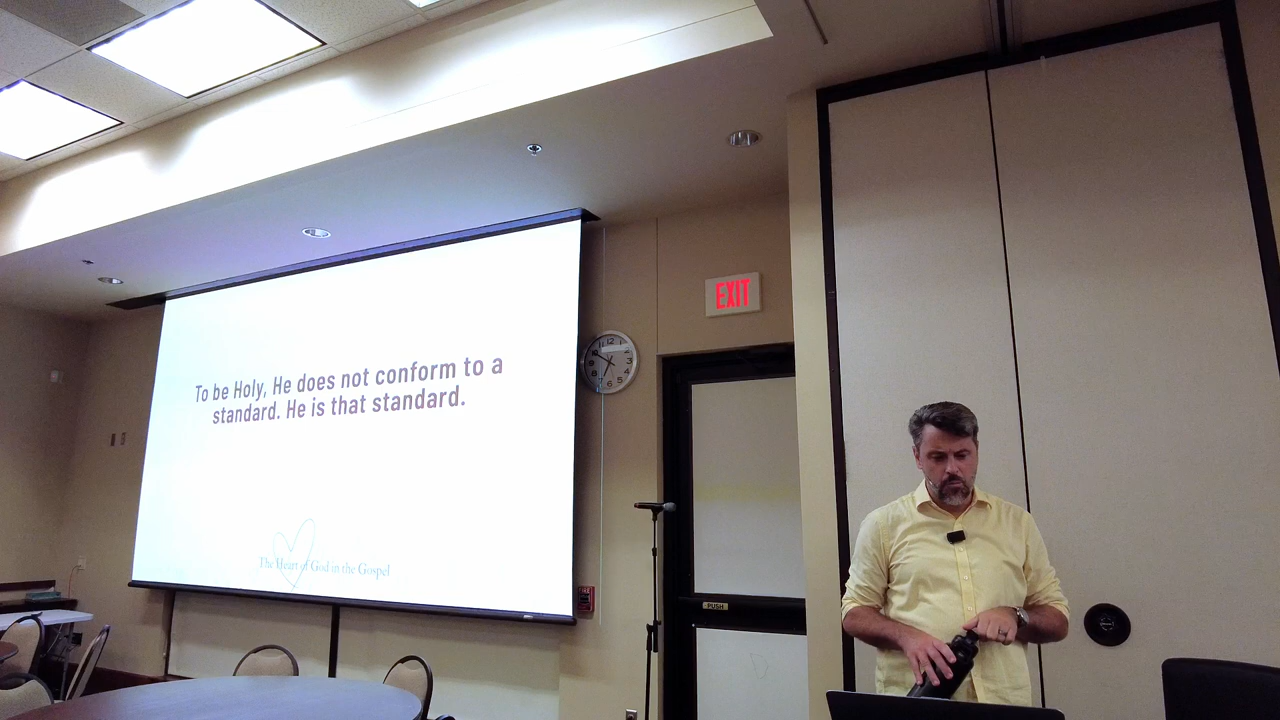 To be Holy, He does not conform to a
standard. He is that standard.
The Heart of God in the Gospel
EXIT
12
PUSH